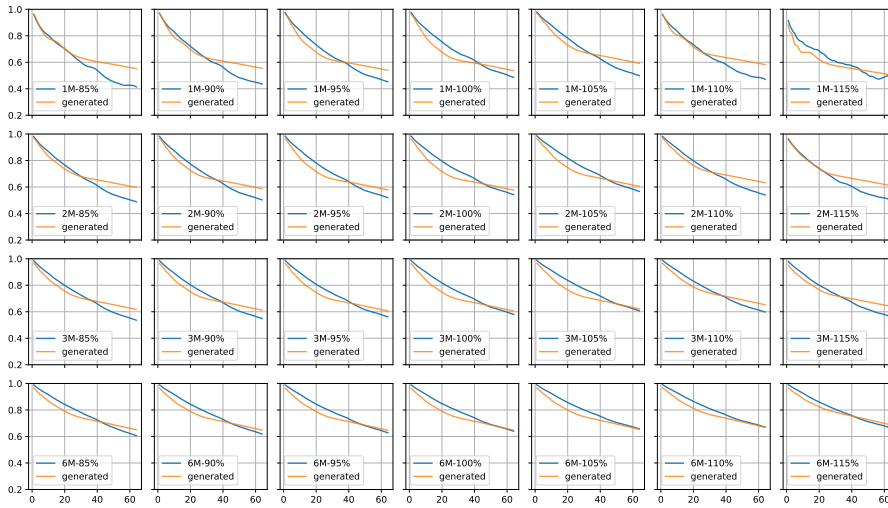 1.0
0.8
0.6
0.4
0.2
1M-85%
generated
1M-90%
generated
1M-95%
generated
1M-100%
generated
1M-105%
generated
1M-110%
generated
1M-115%
generated
1.0
0.8
0.6
0.4
0.2
2M-85%
generated
2M-90%
generated
2M-95%
generated
2M-100%
generated
2M-105%
generated
2M-110%
generated
2M-115%
generated
1.0
0.8
0.6
0.4
0.2
3M-85%
generated
3M-90%
generated
3M-95%
generated
3M-100%
generated
3M-105%
generated
3M-110%
generated
3M-115%
generated
1.0
0.8
0.6
0.4
0.2
6M-85%
generated
6M-90%
generated
6M-95%
generated
6M-100%
generated
6M-105%
generated
6M-110%
generated
6M-115%
generated
0 20 40 60
0 20 40 60
0 20 40 60
0 20 40 60
0 20 40 60
0 20 40 60
0 20 40 60